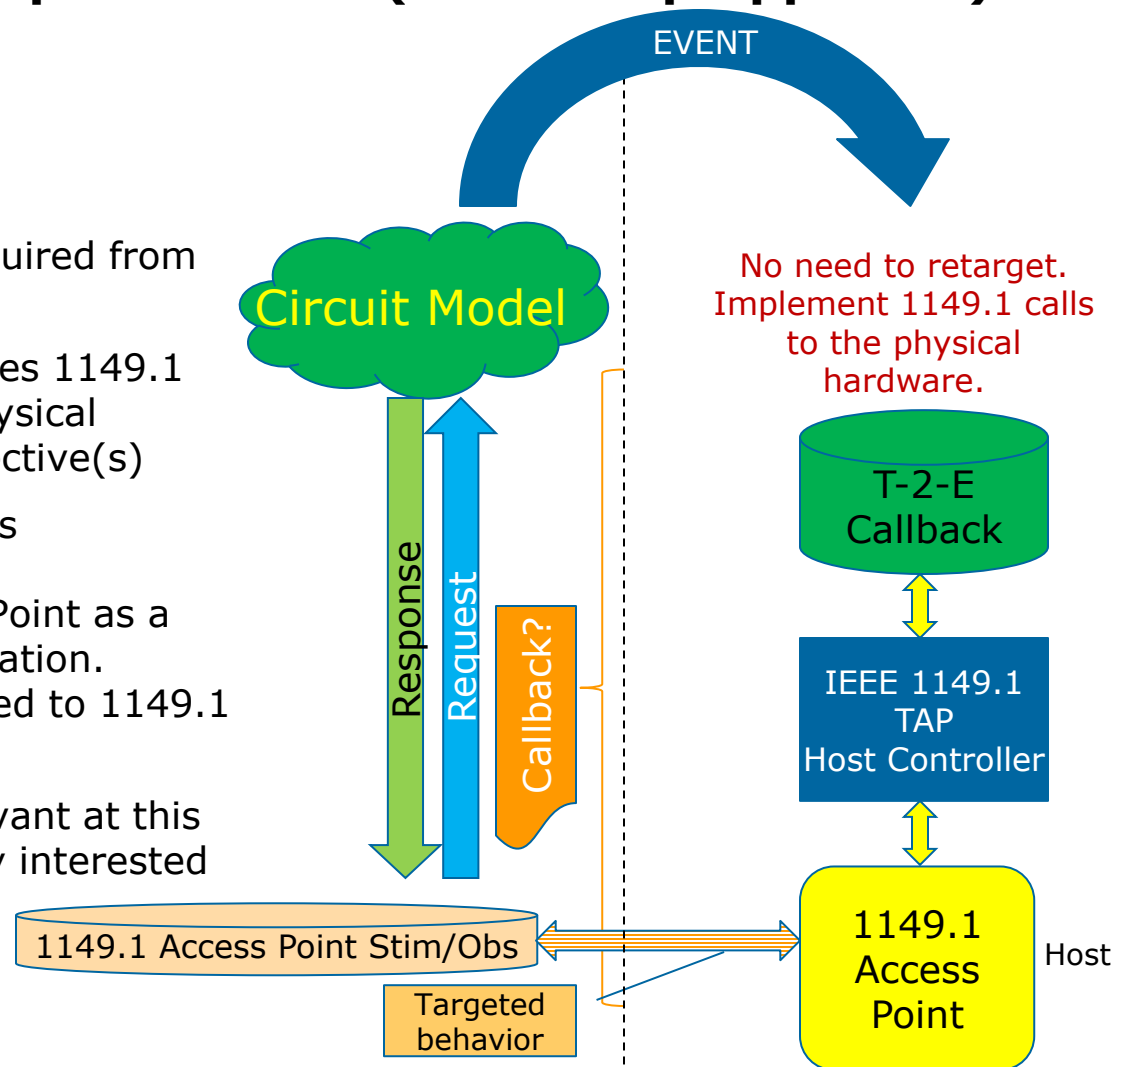 EVENT
uired from
es 1149.1
ysical
ective(s)
s
Point as a
ation.
ed to 1149.1
vant at this
y interested
Circuit Model
No need to retarget.
Implement 1149.1 calls
to the physical
hardware.
Response
Request
Callback?
T-2-E
Callback
IEEE 1149.1
TAP
Host Controller
1149.1 Access Point Stim/Obs
Targeted
behavior
1149.1
Access
Point
Host